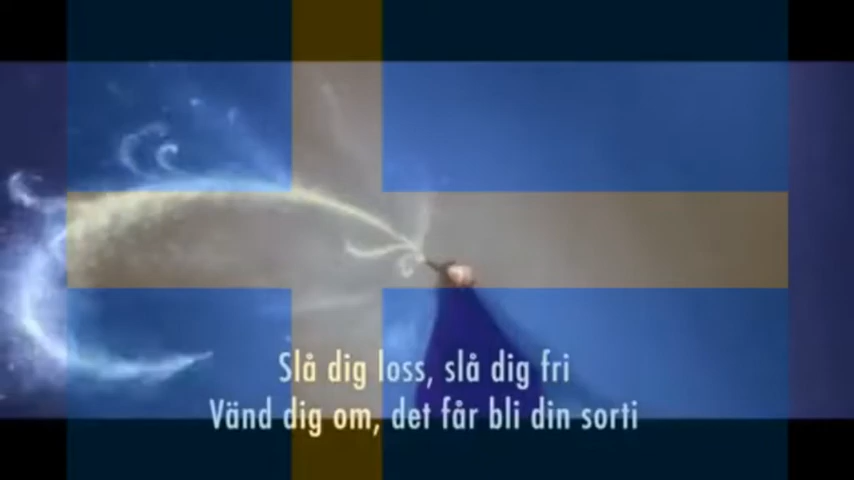 Slå dig loss, slå dig fri
Vänd dig om, det får bli din sorti